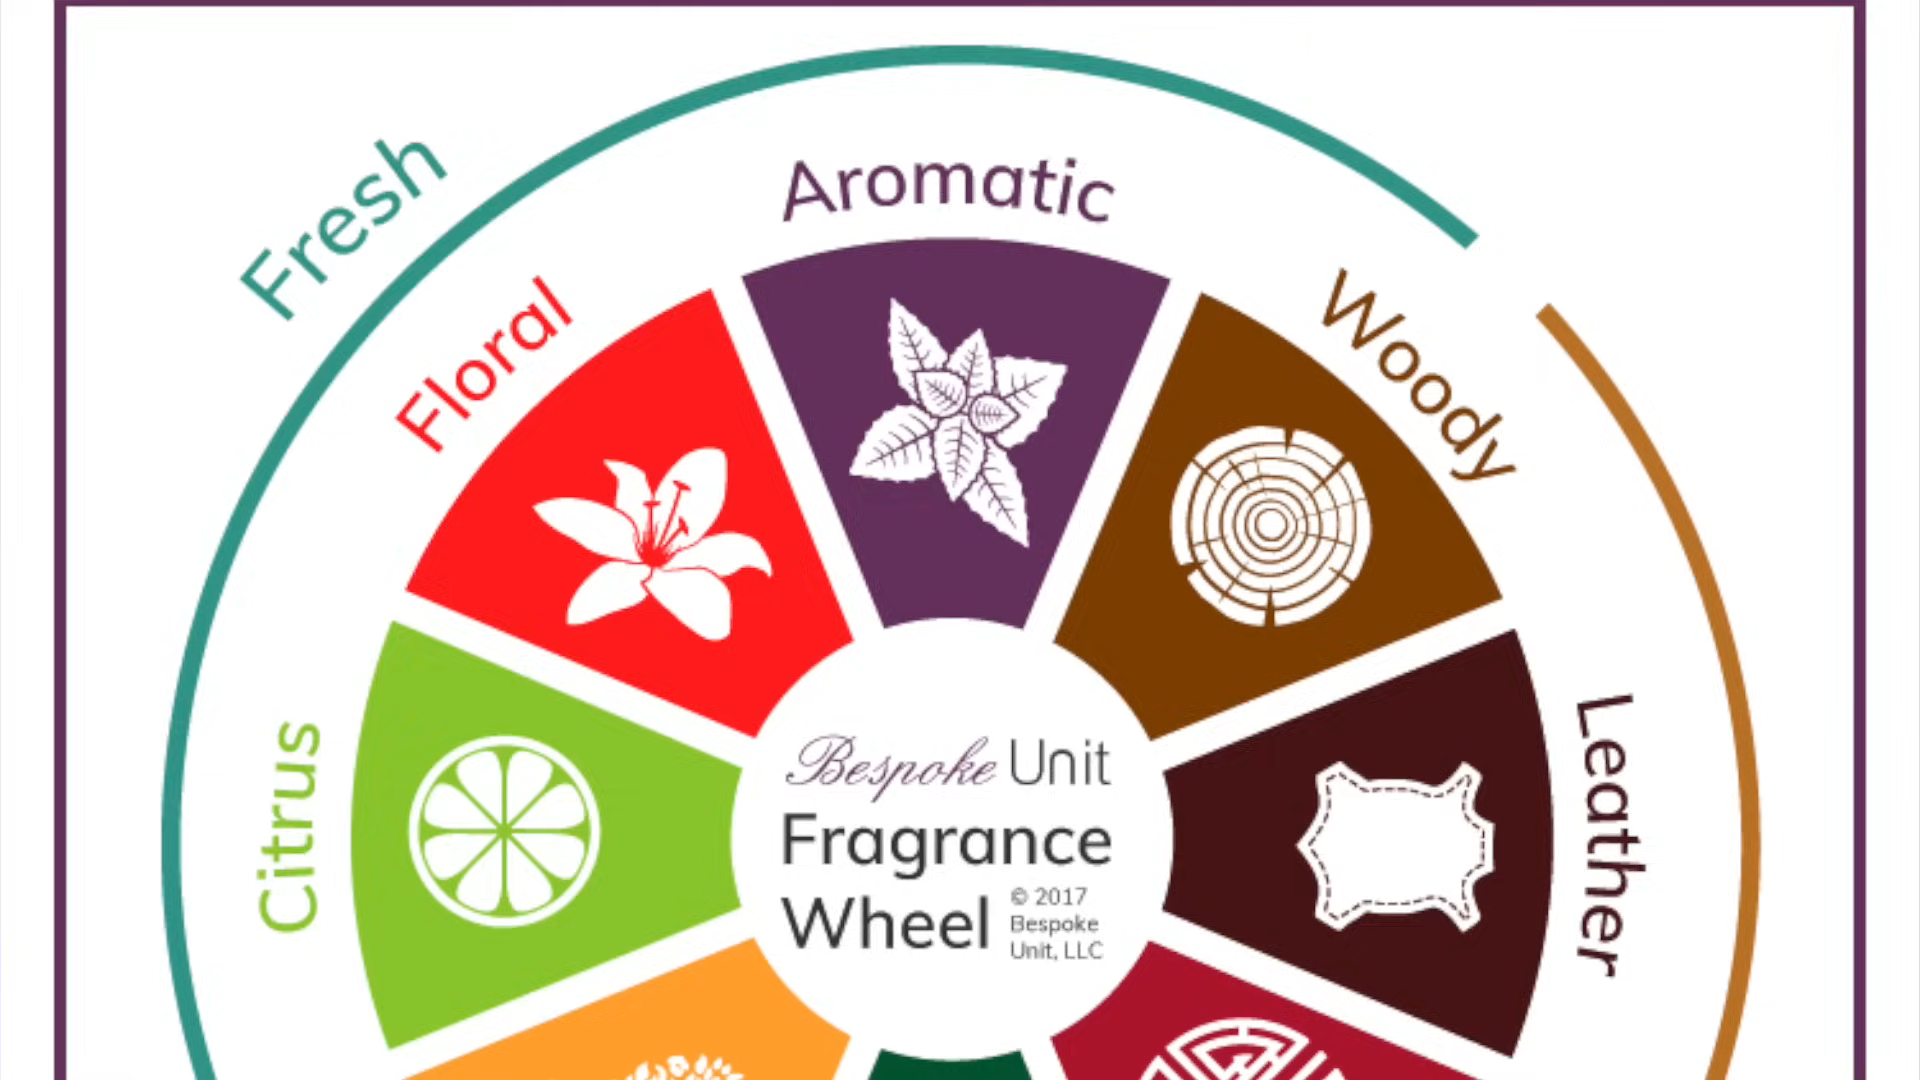 Fresh
Aromatic
Floral
Woody
Citrus
Leather
Bespoke Unit
Fragrance
Wheel
© 2017
Bespoke
Unit, LLC